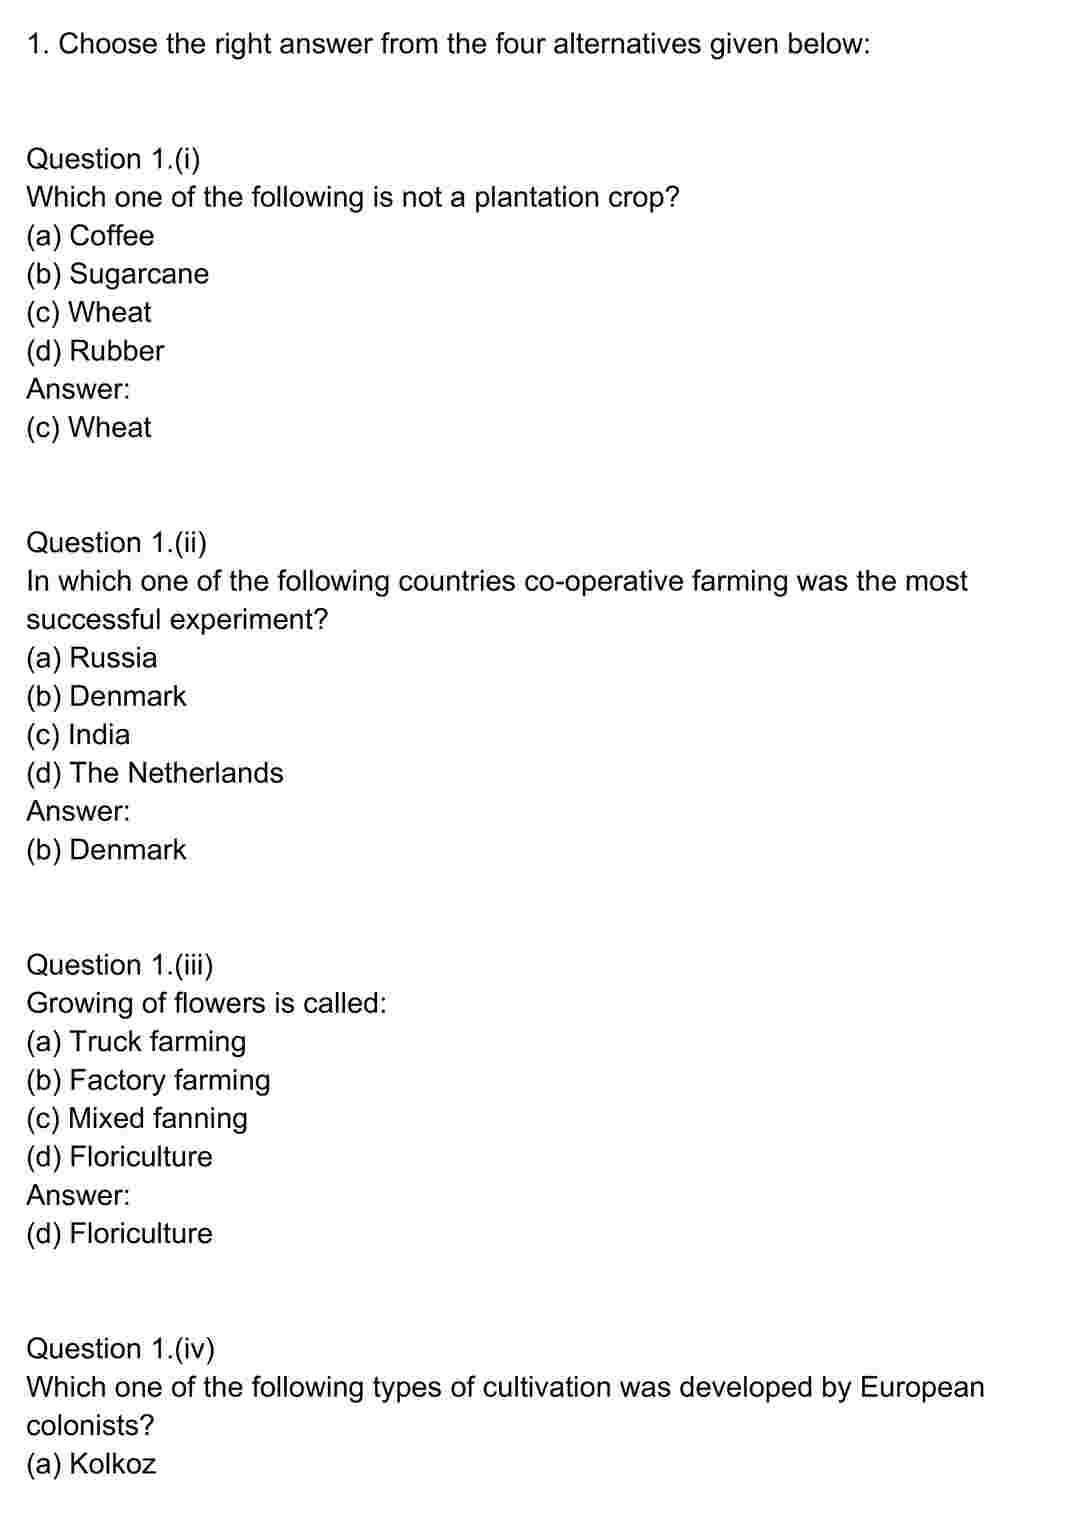 1. Choose the right answer from the four alternatives given below:
Question 1.(i)
Which one of the following is not a plantation crop?
(a) Coffee
(b) Sugarcane
(c) Wheat
(d) Rubber
Answer:
(c) Wheat
Question 1.(ii)
In which one of the following countries co-operative farming was the most
successful experiment?
(a) Russia
(b) Denmark
(c) India
(d) The Netherlands
Answer:
(b) Denmark
Question 1.(iii)
Growing of flowers is called:
(a) Truck farming
(b) Factory farming
(c) Mixed fanning
(d) Floriculture
Answer:
(d) Floriculture
Question 1.(iv)
Which one of the following types of cultivation was developed by European
colonists?
(a) Kolkoz